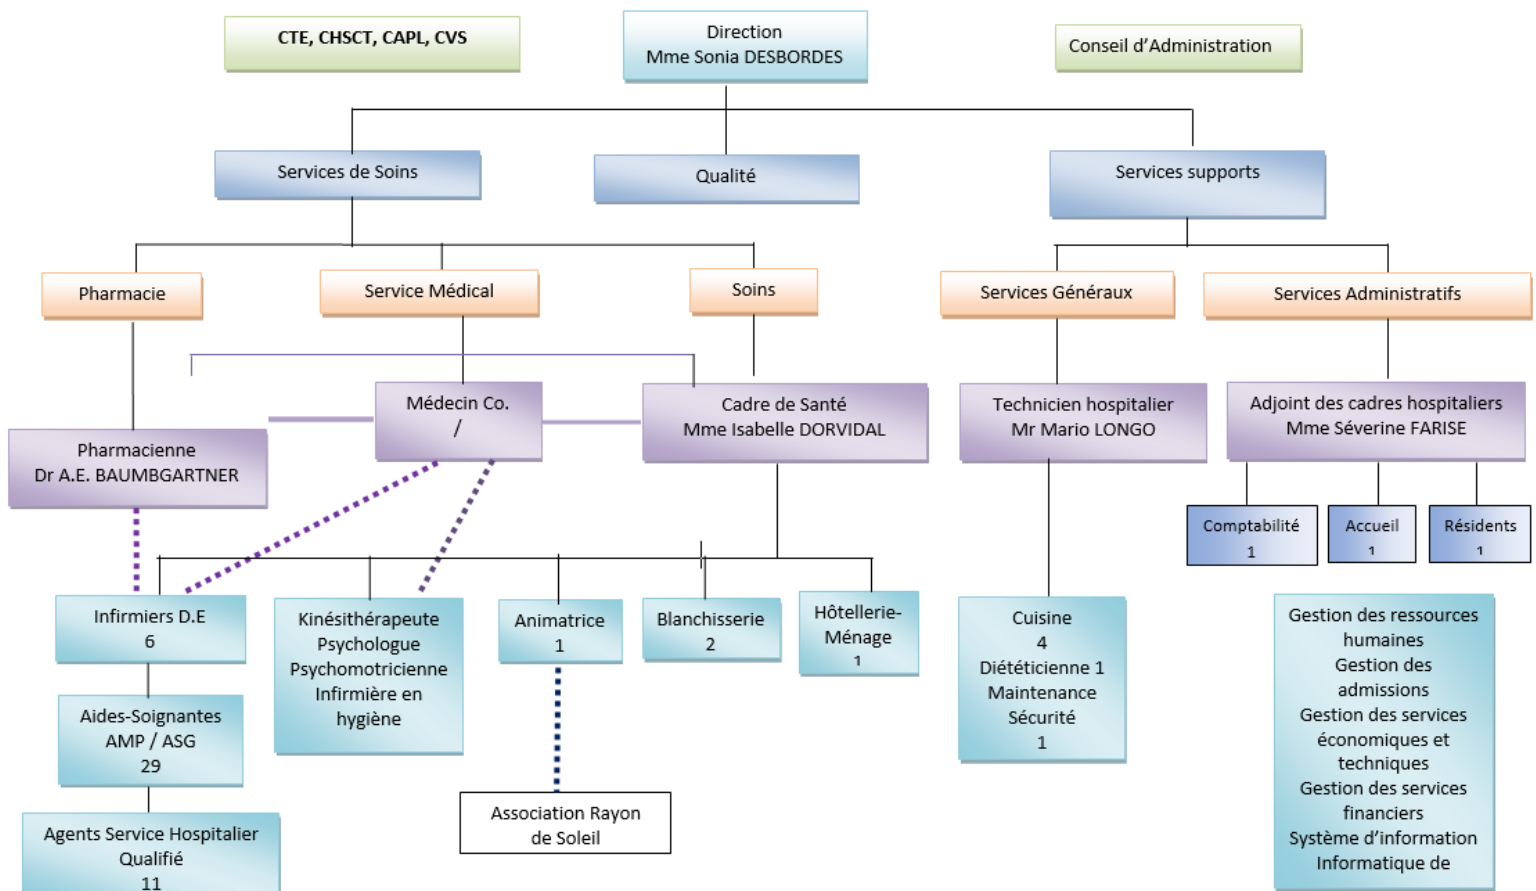 CTE, CHSCT, CAPL, CVS
Direction
Mme Sonia DESBORDES
Conseil d’Administration
Services de Soins
Qualité
Services supports
Pharmacie
Service Médical
Soins
Services Généraux
Services Administratifs
Pharmacienne
Dr A.E. BAUMBGARTNER
Médecin Co.
/
Cadre de Santé
Mme Isabelle DORVIDAL
Technicien hospitalier
Mr Mario LONGO
Adjoint des cadres hospitaliers
Mme Séverine FARISE
Comptabilité
1
Accueil
1
Résidents
1
Infirmiers D.E
6
Kinésithérapeute
Psychologue
Psychomotricienne
Infirmière en
hygiène
Animatrice
1
Blanchisserie
2
Hôtellerie-
Ménage
1
Cuisine
4
Diététicienne 1
Maintenance
Sécurité
1
Gestion des ressources
humaines
Gestion des
admissions
Gestion des services
économiques et
techniques
Gestion des services
financiers
Système d’information
Informatique de
Aides-Soignantes
AMP / ASG
29
Association Rayon
de Soleil
Agents Service Hospitalier
Qualifié
11